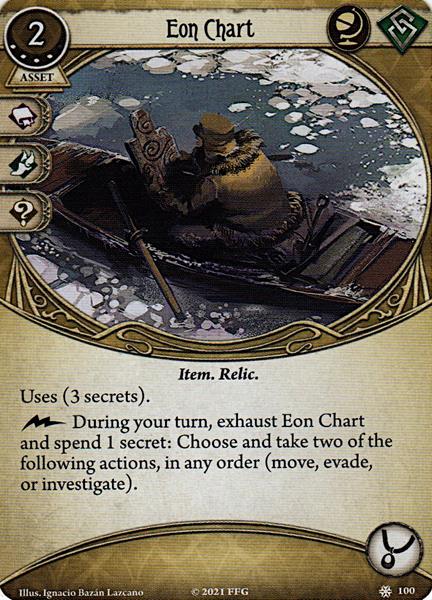 Eon Chart
2
ASSET
Item. Relic.
Uses (3 secrets).
During your turn, exhaust Eon Chart
and spend 1 secret: Choose and take two of the
following actions, in any order (move, evade,
or investigate).
Illus. Ignacio Bazán Lazcano
© 2021 FFG
100